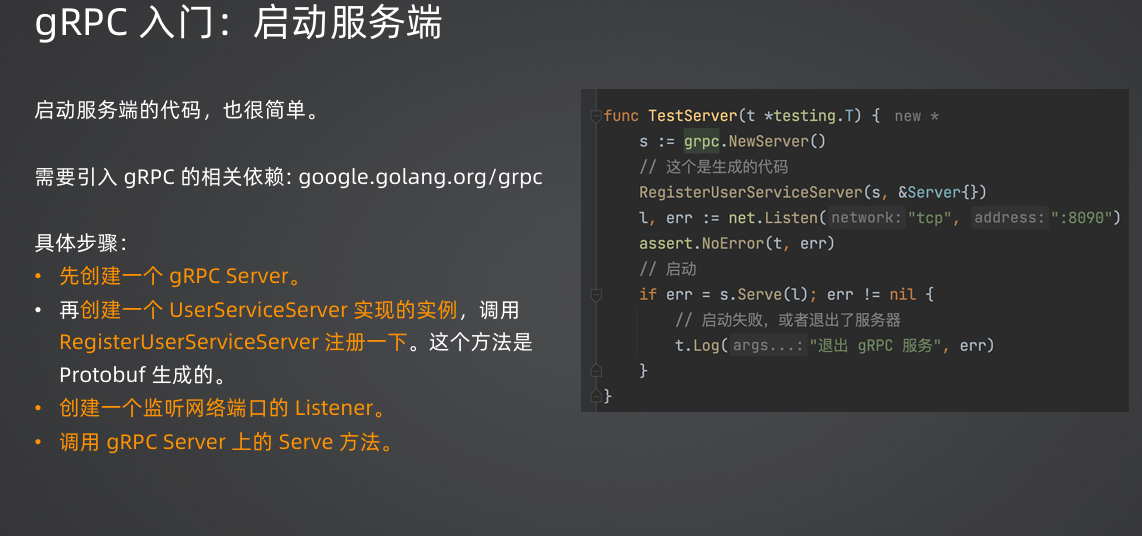 gRPC 入门：启动服务端
启动服务端的代码，也很简单。
需要引入 gRPC 的相关依赖: google.golang.org/grpc
具体步骤：
• 先创建一个 gRPC Server。
• 再创建一个 UserServiceServer 实现的实例，调用
RegisterUserServiceServer 注册一下。这个方法是
Protobuf 生成的。
• 创建一个监听网络端口的 Listener。
• 调用 gRPC Server 上的 Serve 方法。
func TestServer(t *testing.T) { new *
s := grpc.NewServer()
// 这个是生成的代码
RegisterUserServiceServer(s, &Server{})
l, err := net.Listen( network: "tcp", address: ":8090")
assert.NoError(t, err)
// 启动
if err = s.Serve(l); err != nil {
// 启动失败，或者退出了服务器
t.Log( args...: "退出 gRPC 服务", err)
}
}